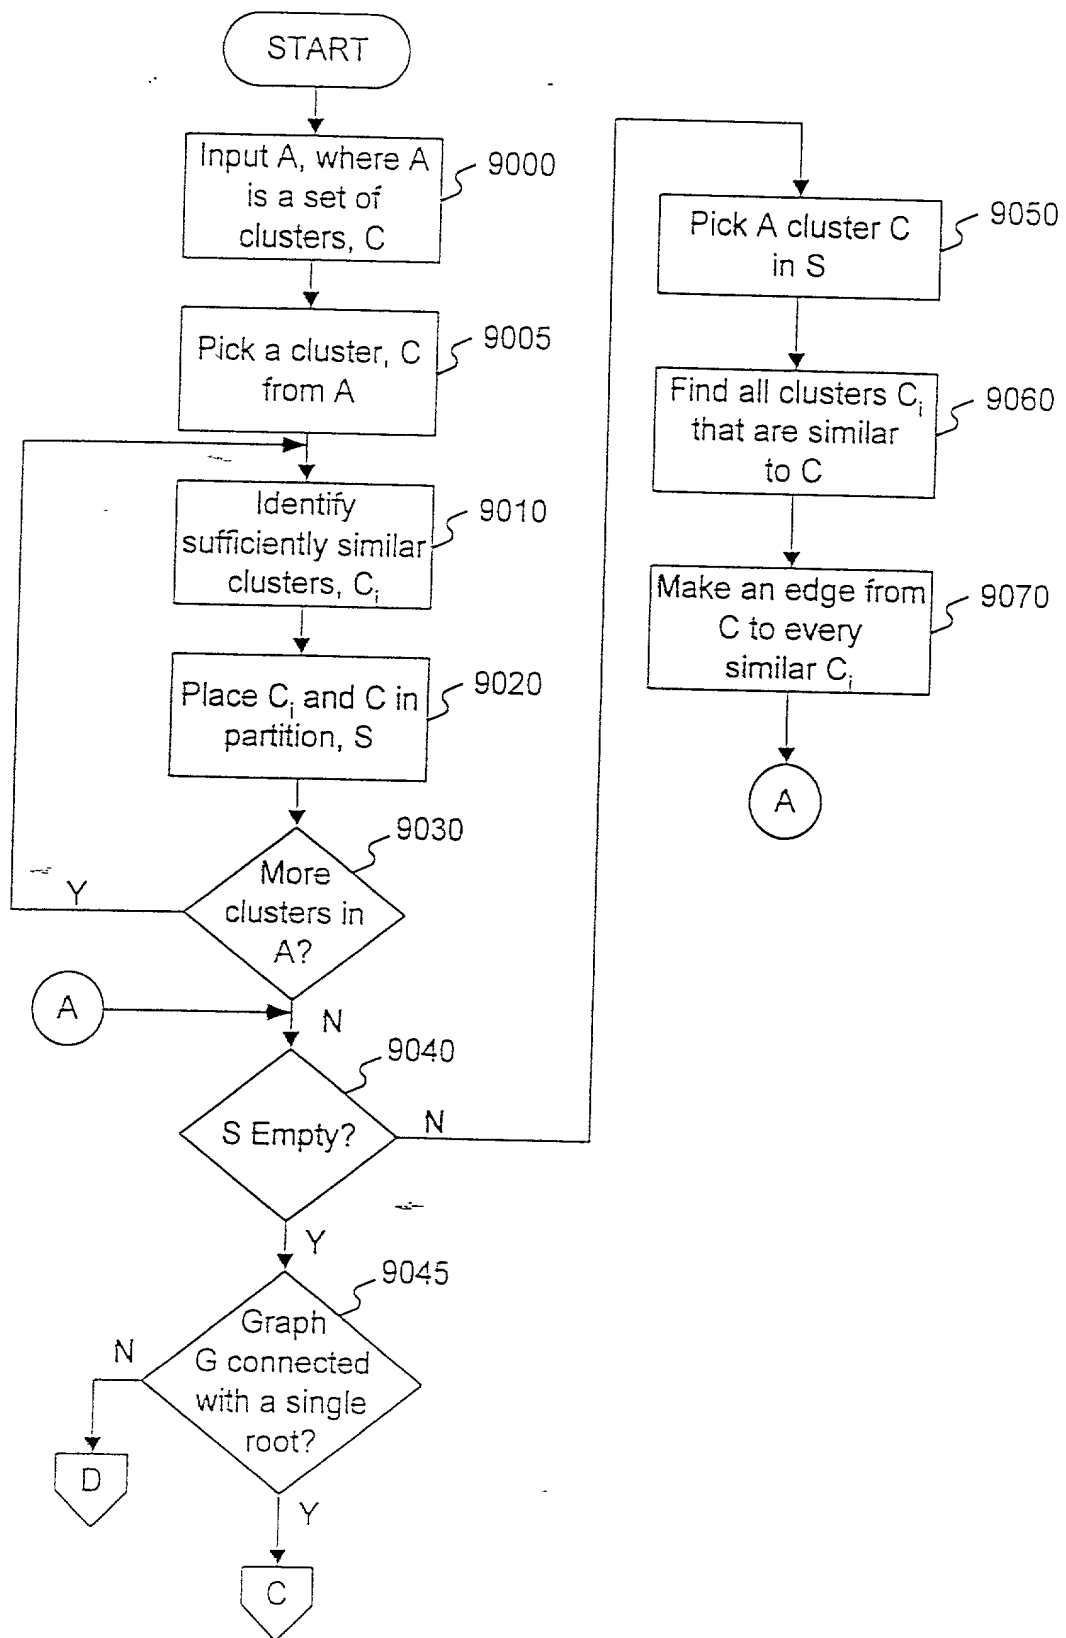 START
Input A, where A
is a set of
clusters, C
9000
Pick a cluster, C
from A
9005
Identify
sufficiently similar
clusters, Ci
9010
Place Ci and C in
partition, S
9020
More
clusters in
A?
9030
Y
A
N
S Empty?
9040
N
Y
Graph
G connected
with a single
root?
9045
N
D
Y
C
Pick A cluster C
in S
9050
Find all clusters Ci
that are similar
to C
9060
Make an edge from
C to every
similar Ci
9070
A